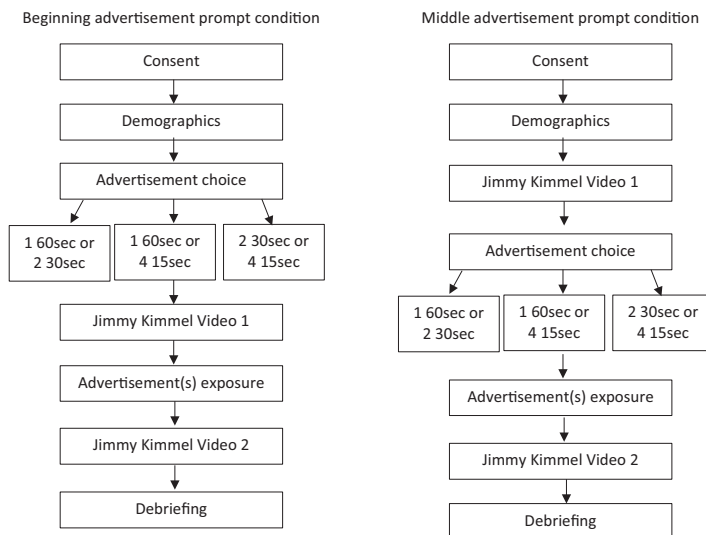 Beginning advertisement prompt condition
Consent
Demographics
Advertisement choice
1 60sec or
2 30sec
1 60sec or
4 15sec
2 30sec or
4 15sec
Jimmy Kimmel Video 1
Advertisement(s) exposure
Jimmy Kimmel Video 2
Debriefing
Middle advertisement prompt condition
Consent
Demographics
Jimmy Kimmel Video 1
Advertisement choice
1 60sec or
2 30sec
1 60sec or
4 15sec
2 30sec or
4 15sec
Advertisement(s) exposure
Jimmy Kimmel Video 2
Debriefing